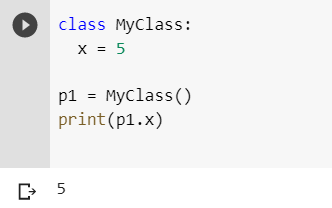 class MyClass:
  x = 5

p1 = MyClass()
print(p1.x)
5